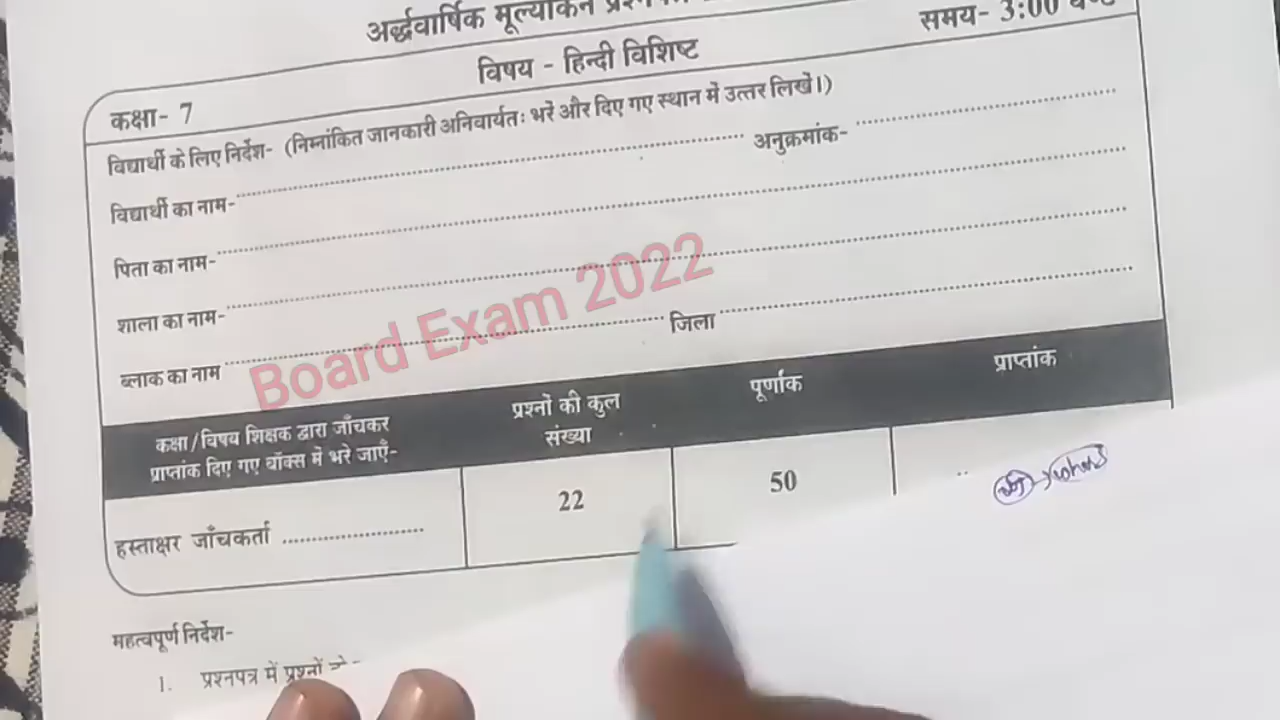 अर्द्धवार्षिक मूल्यांकन
समय- 3:00
विषय - हिन्दी विशिष्ट
कक्षा- 7
विद्यार्थी के लिए निर्देश- (निम्नांकित जानकारी अनिवार्यतः भरें और दिए गए स्थान में उत्तर लिखें।)
विद्यार्थी का नाम- अनुक्रमांक-
पिता का नाम-
शाला का नाम-
ब्लाक का नाम जिला
Board Exam 2022
कक्षा/विषय शिक्षक द्वारा जाँचकर प्रश्नों की कुल पूर्णांक प्राप्तांक
प्राप्तांक दिए गए बॉक्स में भरे जाएँ- संख्या
हस्ताक्षर जाँचकर्ता .................... 22 50
महत्वपूर्ण निर्देश-
1. प्रश्नपत्र में प्रश्नों